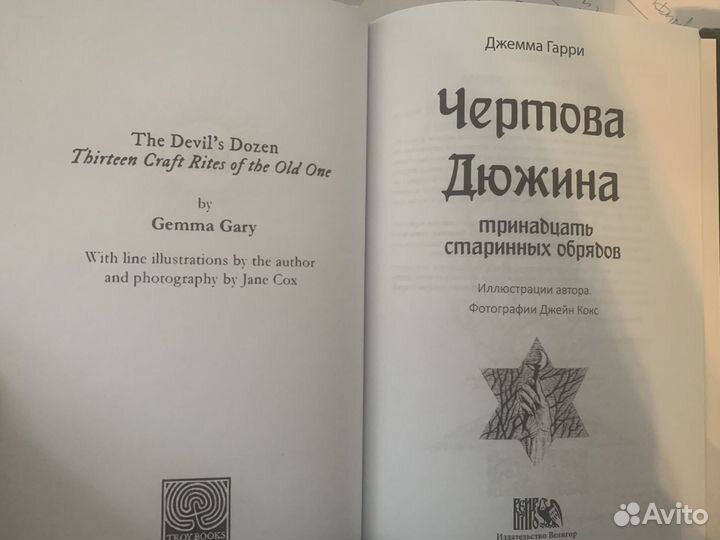 The Devil's Dozen
Thirteen Craft Rites of the Old One
by
Gemma Gary
With line illustrations by the author
and photography by Jane Cox
TROY BOOKS
Джемма Гарри
Чертова
Дюжина
тринадцать
старинных обрядов
Иллюстрации автора.
Фотографии Джейн Кокс
Издательство Велигор
Avito